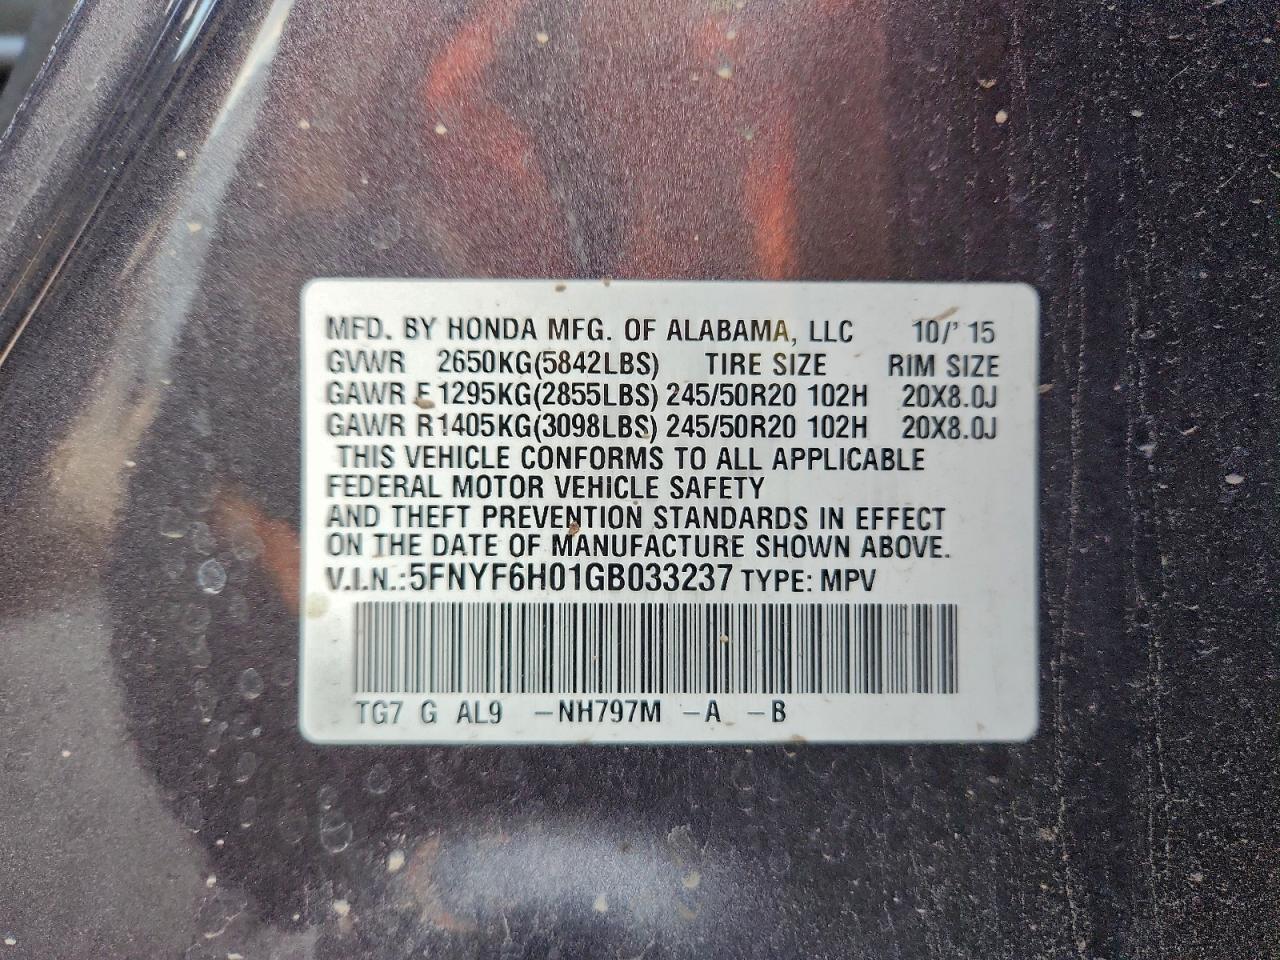 MFD. BY HONDA MFG. OF ALABAMA, LLC 10/'15
GVWR 2650KG(5842LBS) TIRE SIZE RIM SIZE
GAWR F 1295KG(2855LBS) 245/50R20 102H 20X8.0J
GAWR R1405KG(3098LBS) 245/50R20 102H 20X8.0J
THIS VEHICLE CONFORMS TO ALL APPLICABLE
FEDERAL MOTOR VEHICLE SAFETY
AND THEFT PREVENTION STANDARDS IN EFFECT
ON THE DATE OF MANUFACTURE SHOWN ABOVE.
V.I.N.:5FNYF6H01GB033237 TYPE: MPV
TG7 G AL9 -NH797M -A -B